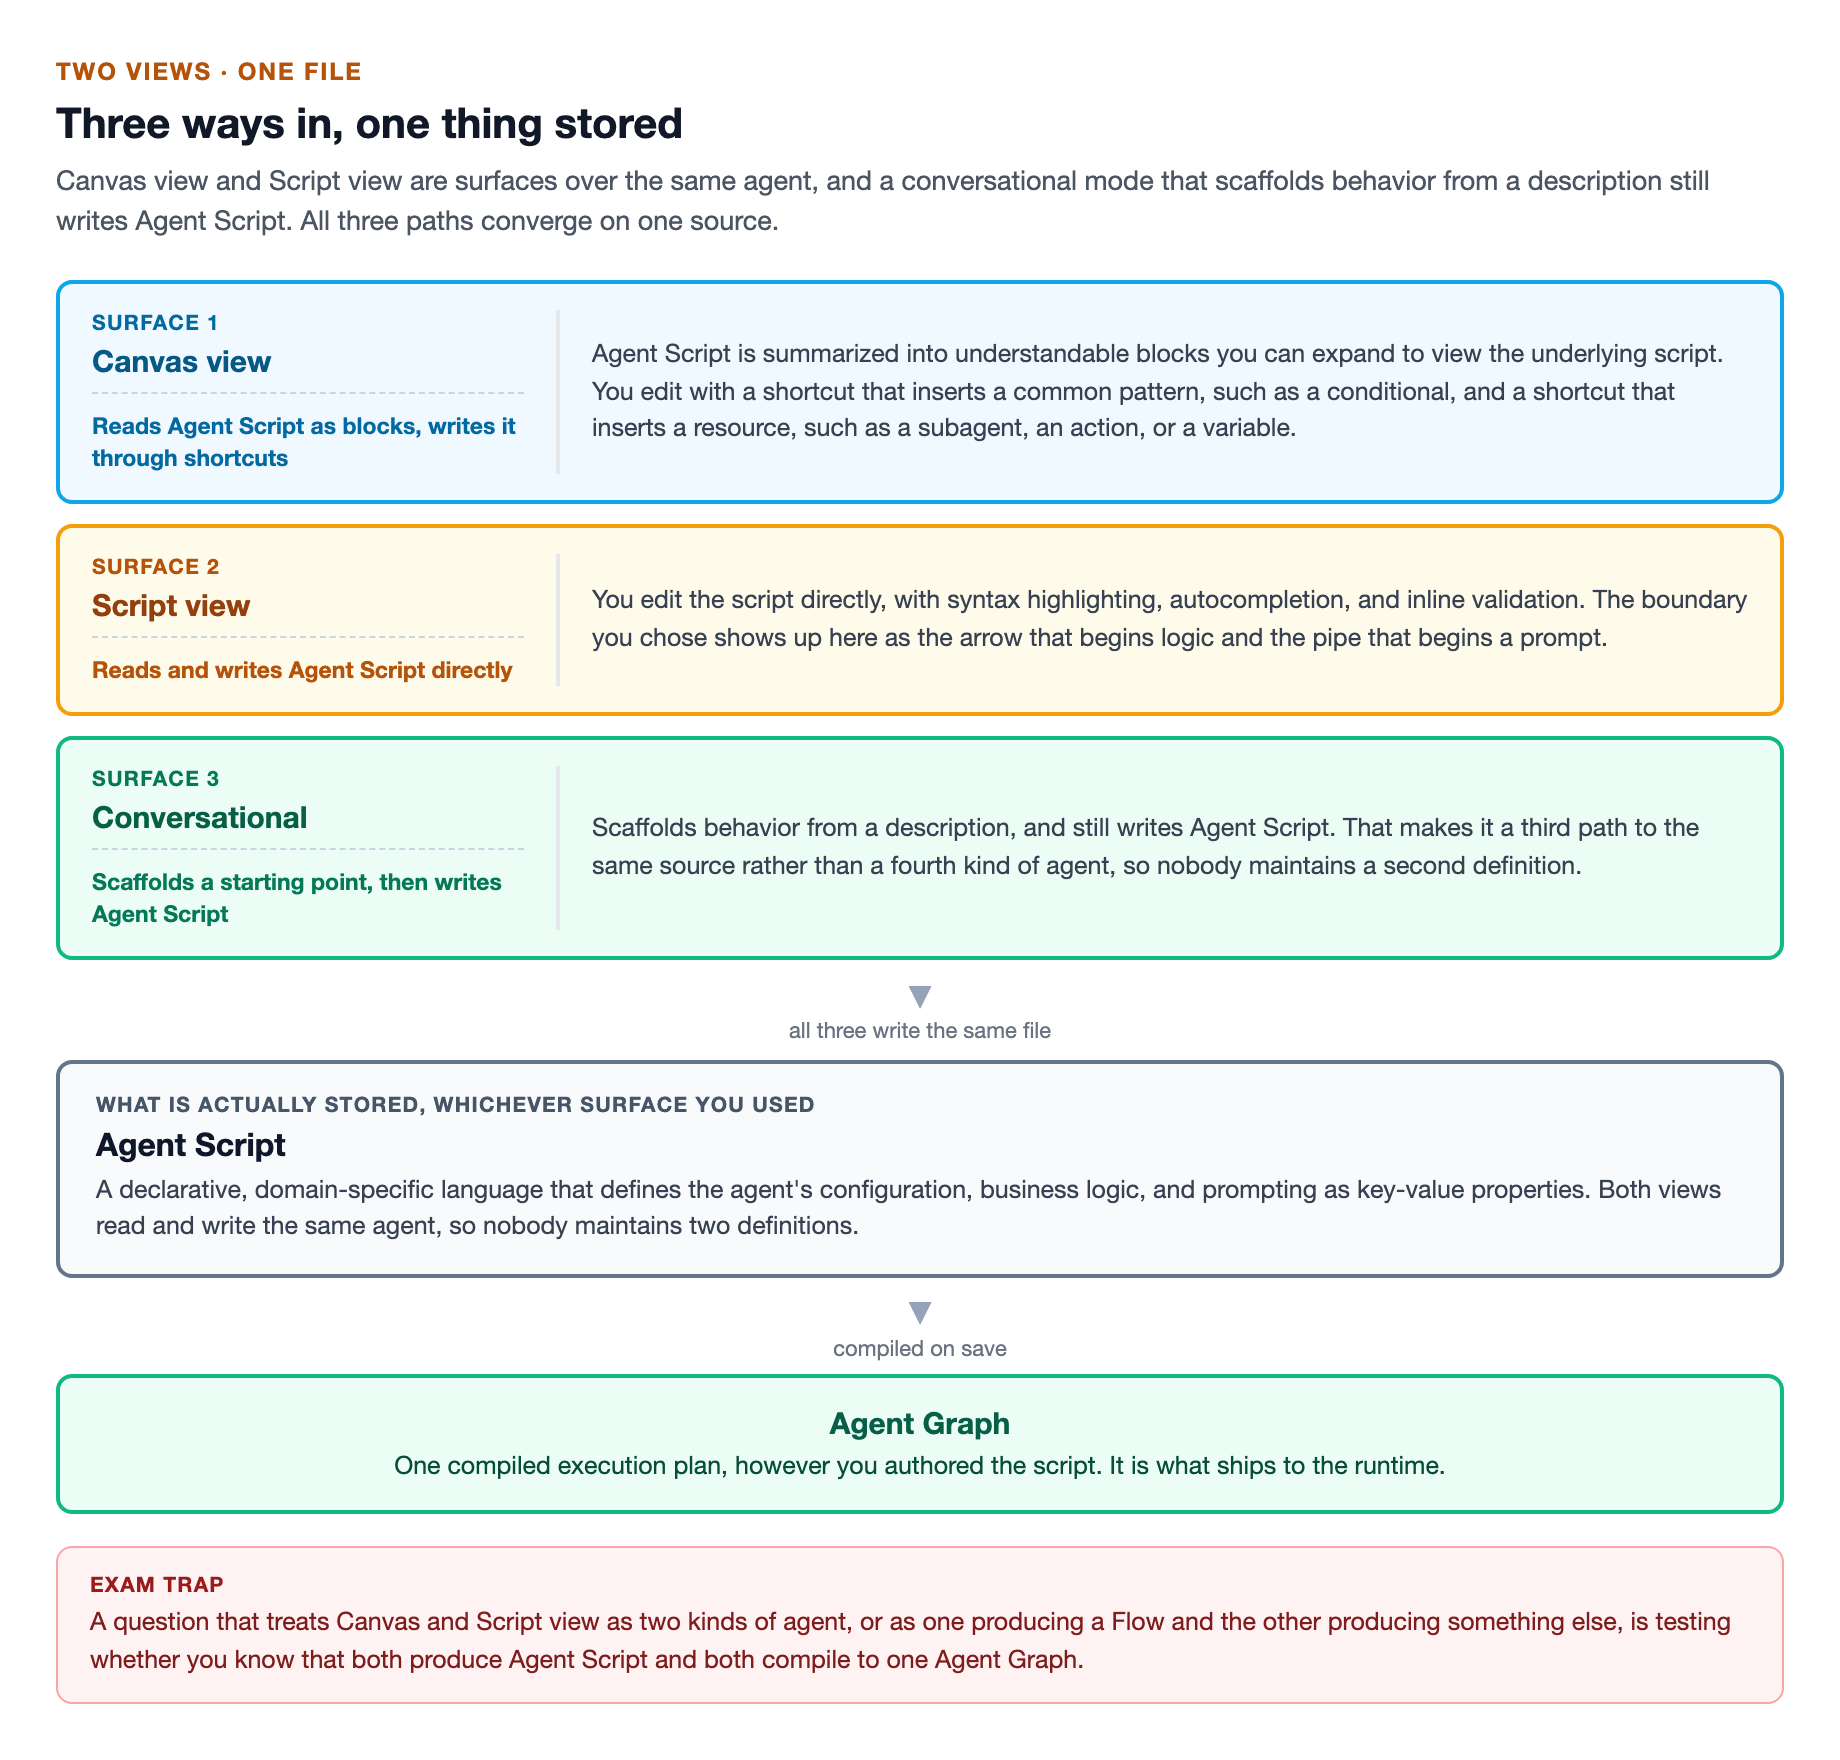 TWO VIEWS · ONE FILE
Three ways in, one thing stored
Canvas view and Script view are surfaces over the same agent, and a conversational mode that scaffolds behavior from a description still
writes Agent Script. All three paths converge on one source.
SURFACE 1
Canvas view
Reads Agent Script as blocks, writes it
through shortcuts
Agent Script is summarized into understandable blocks you can expand to view the underlying script.
You edit with a shortcut that inserts a common pattern, such as a conditional, and a shortcut that
inserts a resource, such as a subagent, an action, or a variable.
SURFACE 2
Script view
Reads and writes Agent Script directly
You edit the script directly, with syntax highlighting, autocompletion, and inline validation. The boundary
you chose shows up here as the arrow that begins logic and the pipe that begins a prompt.
SURFACE 3
Conversational
Scaffolds a starting point, then writes
Agent Script
Scaffolds behavior from a description, and still writes Agent Script. That makes it a third path to the
same source rather than a fourth kind of agent, so nobody maintains a second definition.
all three write the same file
WHAT IS ACTUALLY STORED, WHICHEVER SURFACE YOU USED
Agent Script
A declarative, domain-specific language that defines the agent's configuration, business logic, and prompting as key-value properties. Both views
read and write the same agent, so nobody maintains two definitions.
compiled on save
Agent Graph
One compiled execution plan, however you authored the script. It is what ships to the runtime.
EXAM TRAP
A question that treats Canvas and Script view as two kinds of agent, or as one producing a Flow and the other producing something else, is testing
whether you know that both produce Agent Script and both compile to one Agent Graph.